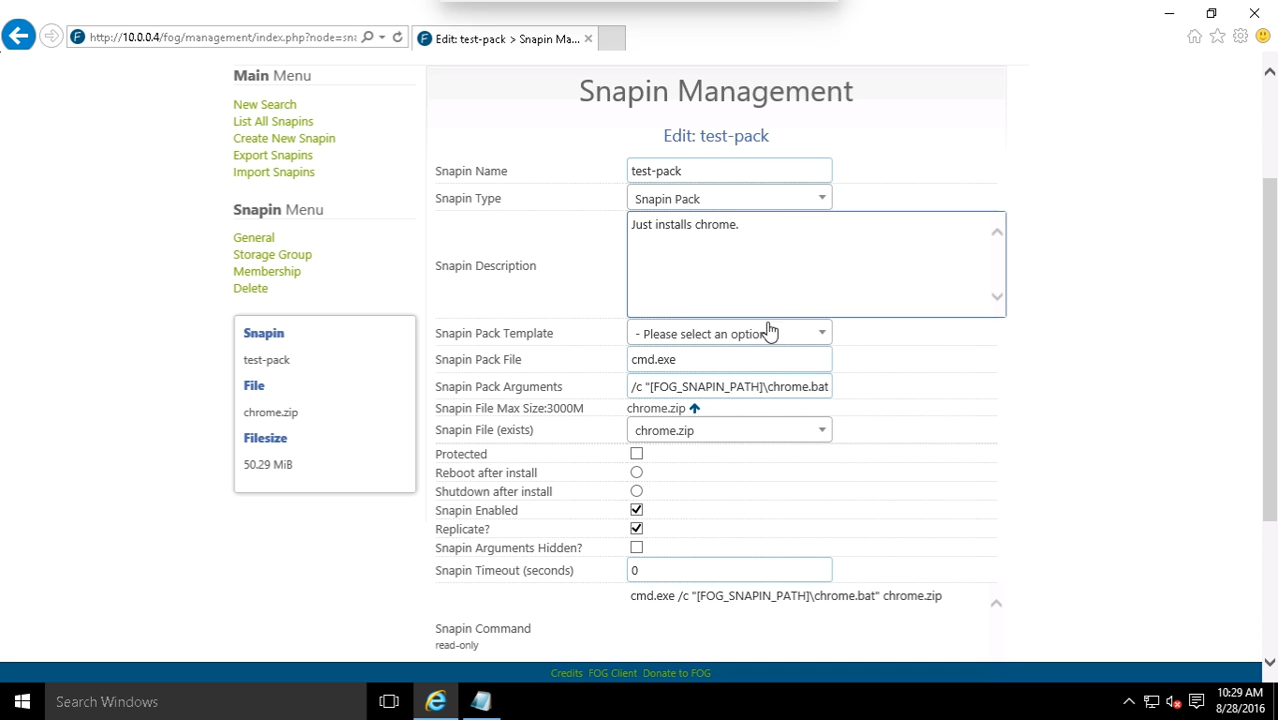 http://10.0.0.4/fog/management/index.php?node=sna
Edit: test-pack > Snapin Ma...
Main Menu
New Search
List All Snapins
Create New Snapin
Export Snapins
Import Snapins
Snapin Menu
General
Storage Group
Membership
Delete
Snapin
test-pack
File
chrome.zip
Filesize
50.29 MiB
Snapin Management
Edit: test-pack
Snapin Name test-pack
Snapin Type Snapin Pack
Snapin Description Just installs chrome.
Snapin Pack Template - Please select an option
Snapin Pack File cmd.exe
Snapin Pack Arguments /c "[FOG_SNAPIN_PATH]\chrome.bat
Snapin File Max Size:3000M chrome.zip
Snapin File (exists) chrome.zip
Protected
Reboot after install
Shutdown after install
Snapin Enabled
Replicate?
Snapin Arguments Hidden?
Snapin Timeout (seconds) 0
cmd.exe /c "[FOG_SNAPIN_PATH]\chrome.bat" chrome.zip
Snapin Command
read-only
Credits FOG Client Donate to FOG
Search Windows
10:29 AM
8/28/2016